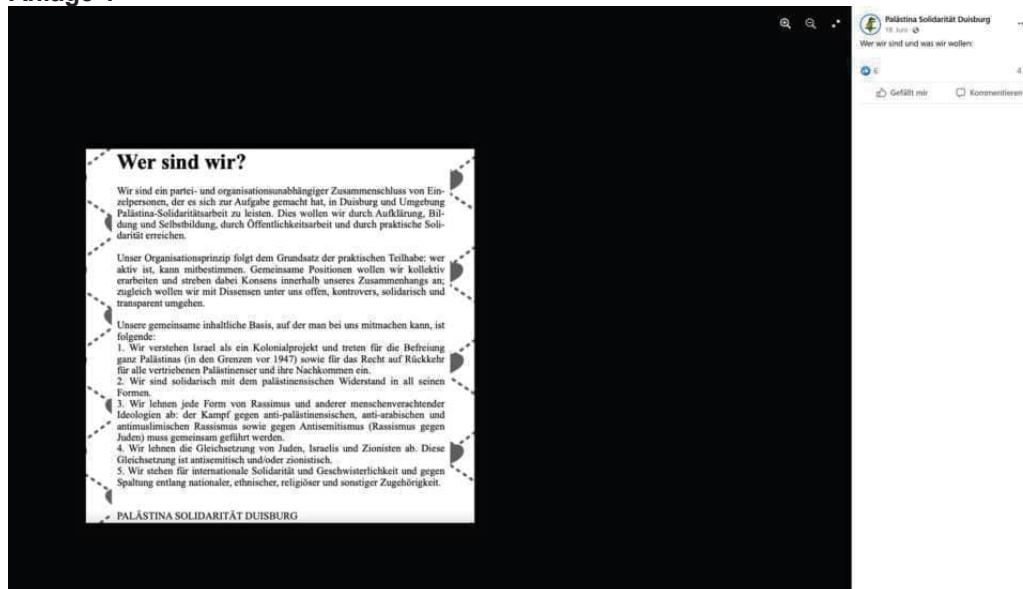 Palästina Solidarität Duisburg
18. Juni
Wer wir sind und was wir wollen:
6
4
Gefällt mir
Kommentieren
Wer sind wir?
Wir sind ein partei- und organisationsunabhängiger Zusammenschluss von Ein-
zelpersonen, der es sich zur Aufgabe gemacht hat, in Duisburg und Umgebung
Palästina-Solidaritätsarbeit zu leisten. Dies wollen wir durch Aufklärung, Bil-
dung und Selbstbildung, durch Öffentlichkeitsarbeit und durch praktische Soli-
darität erreichen.
Unser Organisationsprinzip folgt dem Grundsatz der praktischen Teilhabe: wer
aktiv ist, kann mitbestimmen. Gemeinsame Positionen wollen wir kollektiv
erarbeiten und streben dabei Konsens innerhalb unseres Zusammenhangs an;
zugleich wollen wir mit Dissensen unter uns offen, kontrovers, solidarisch und
transparent umgehen.
Unsere gemeinsame inhaltliche Basis, auf der man bei uns mitmachen kann, ist
folgende:
1. Wir verstehen Israel als ein Kolonialprojekt und treten für die Befreiung
ganz Palästinas (in den Grenzen vor 1947) sowie für das Recht auf Rückkehr
für alle vertriebenen Palästinenser und ihre Nachkommen ein.
2. Wir sind solidarisch mit dem palästinensischen Widerstand in all seinen
Formen.
3. Wir lehnen jede Form von Rassimus und anderer menschenverachtender
Ideologien ab: der Kampf gegen anti-palästinensischen, anti-arabischen und
antimuslimischen Rassismus sowie gegen Antisemitismus (Rassismus gegen
Juden) muss gemeinsam geführt werden.
4. Wir lehnen die Gleichsetzung von Juden, Israelis und Zionisten ab. Diese
Gleichsetzung ist antisemitisch und/oder zionistisch.
5. Wir stehen für internationale Solidarität und Geschwisterlichkeit und gegen
Spaltung entlang nationaler, ethnischer, religiöser und sonstiger Zugehörigkeit.
PALÄSTINA SOLIDARITÄT DUISBURG